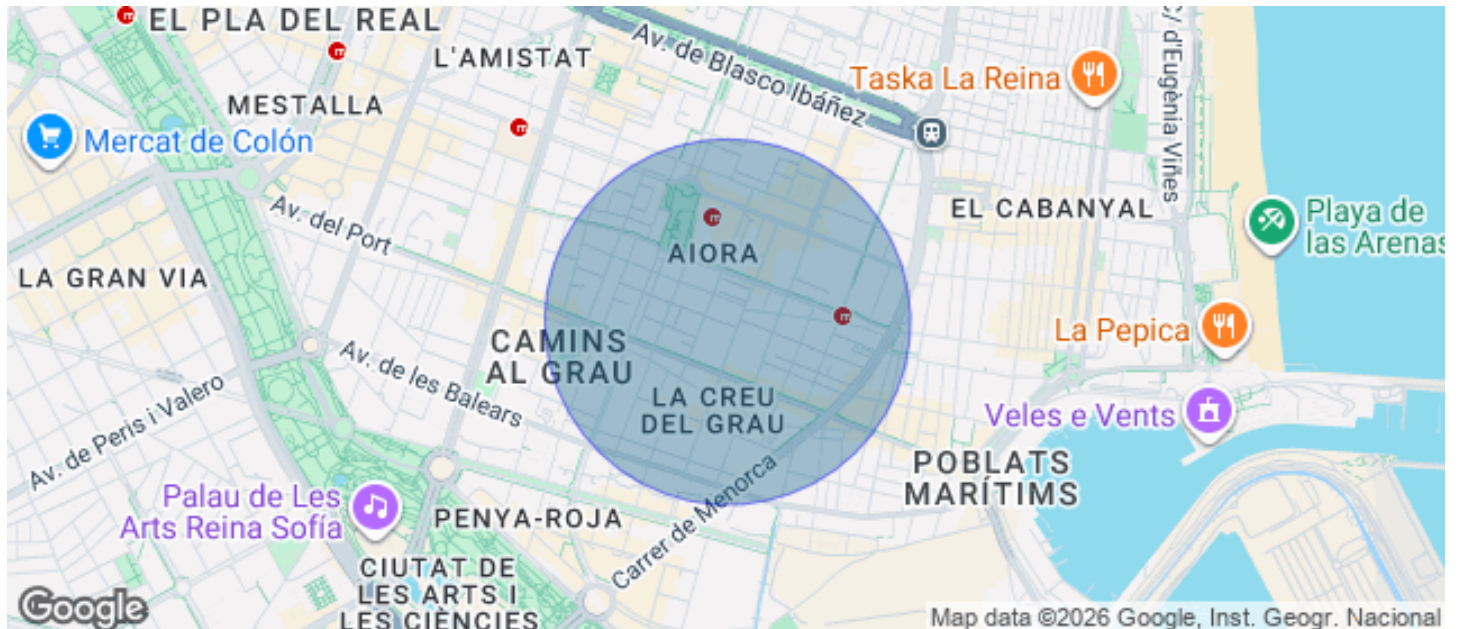 EL PLA DEL REAL
L'AMISTAT
Av. de Blasco Ibáñez
Taska La Reina
c/ d'Eugènia Viñes
MESTALLA
Mercat de Colón
EL CABANYAL
Playa de
las Arenas
Av. del Port
AIORA
LA GRAN VIA
CAMINS
AL GRAU
La Pepica
Av. de les Balears
LA CREU
DEL GRAU
Veles e Vents
Av. de Peris i Valero
POBLATS
MARÍTIMS
Palau de Les
Arts Reina Sofía
PENYA-ROJA
Carrer de Menorca
CIUTAT DE
LES ARTS I
LES CIÈNCIES
Google
Map data ©2026 Google, Inst. Geogr. Nacional